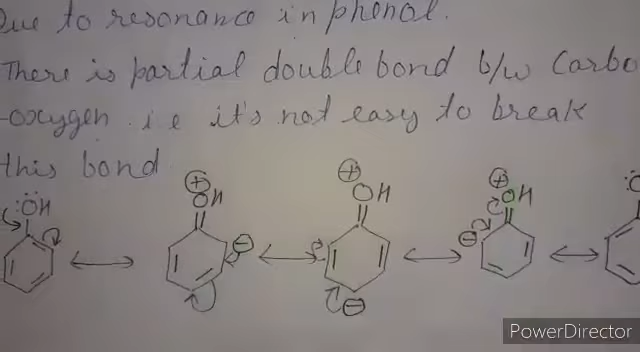 Due to resonance in phenol.
There is partial double bond b/w Carbo
-oxygen i.e it's not easy to break
this bond
:ÖH
⊕
OH
⊖
⊕
OH
⊖
⊕
OH
⊖
PowerDirector